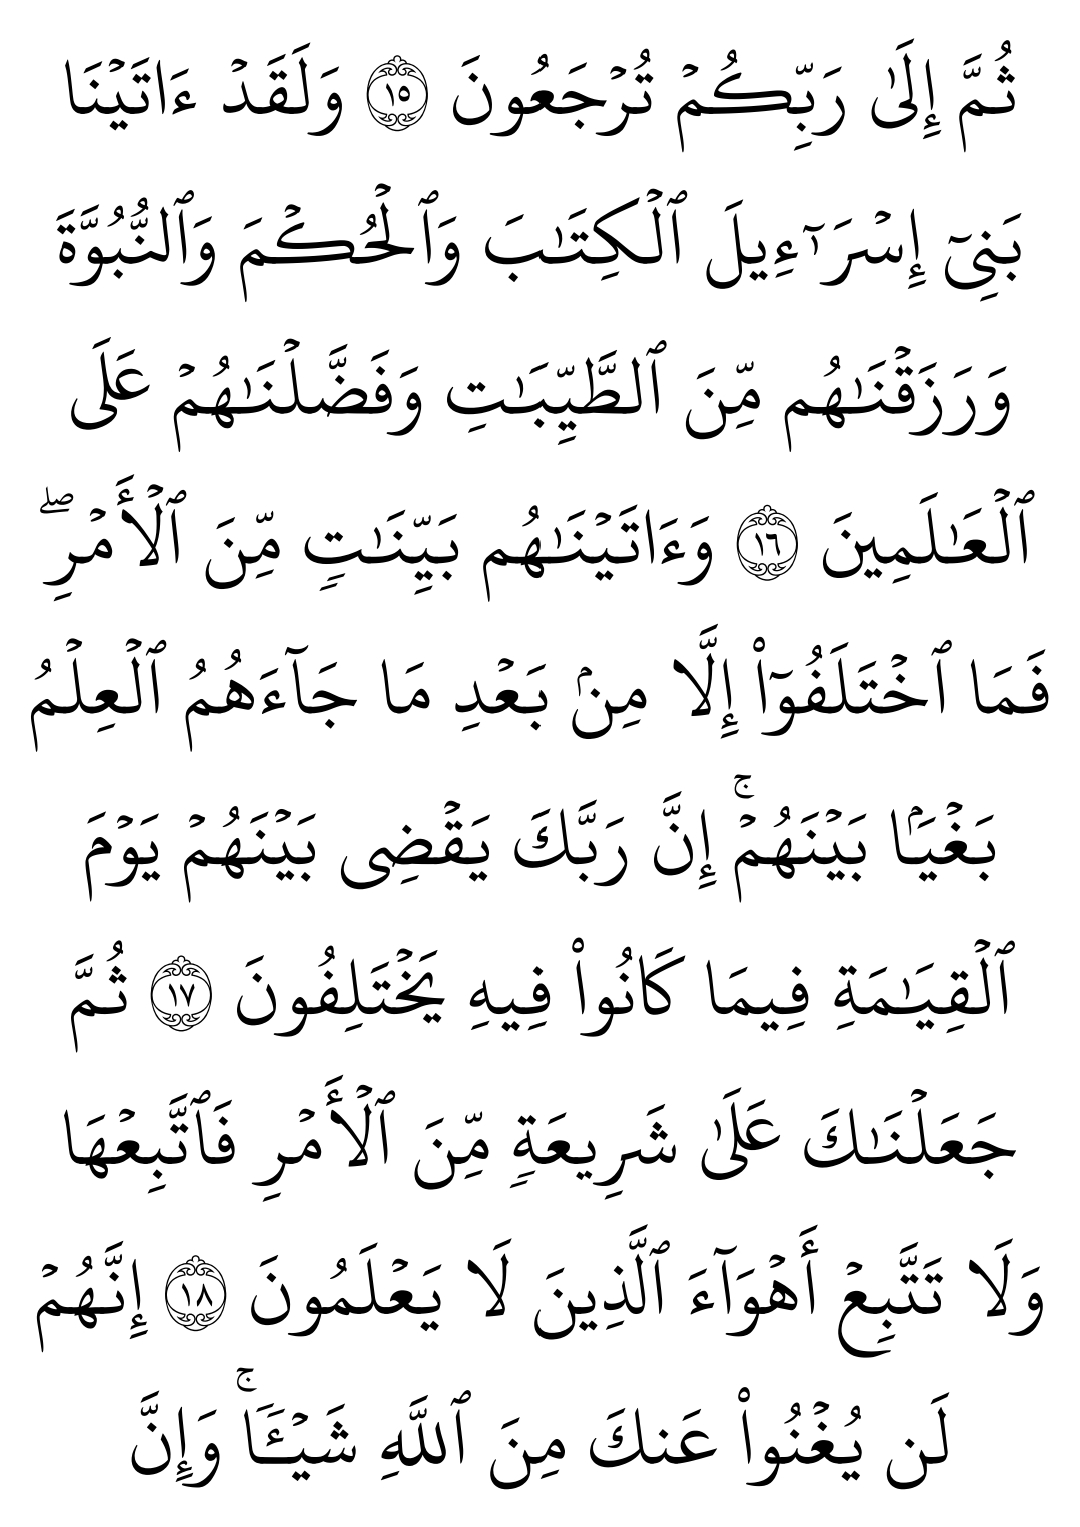 ثُمَّ إِلَىٰ رَبِّكُمۡ تُرۡجَعُونَ ١٥ وَلَقَدۡ ءَاتَيۡنَا
بَنِيٓ إِسۡرَٰٓءِيلَ ٱلۡكِتَٰبَ وَٱلۡحُكۡمَ وَٱلنُّبُوَّةَ
وَرَزَقۡنَٰهُم مِّنَ ٱلطَّيِّبَٰتِ وَفَضَّلۡنَٰهُمۡ عَلَى
ٱلۡعَٰلَمِينَ ١٦ وَءَاتَيۡنَٰهُم بَيِّنَٰتٖ مِّنَ ٱلۡأَمۡرِۖ
فَمَا ٱخۡتَلَفُوٓاْ إِلَّا مِنۢ بَعۡدِ مَا جَآءَهُمُ ٱلۡعِلۡمُ
بَغۡيَۢا بَيۡنَهُمۡۚ إِنَّ رَبَّكَ يَقۡضِي بَيۡنَهُمۡ يَوۡمَ
ٱلۡقِيَٰمَةِ فِيمَا كَانُواْ فِيهِ يَخۡتَلِفُونَ ١٧ ثُمَّ
جَعَلۡنَٰكَ عَلَىٰ شَرِيعَةٖ مِّنَ ٱلۡأَمۡرِ فَٱتَّبِعۡهَا
وَلَا تَتَّبِعۡ أَهۡوَآءَ ٱلَّذِينَ لَا يَعۡلَمُونَ ١٨ إِنَّهُمۡ
لَن يُغۡنُواْ عَنكَ مِنَ ٱللَّهِ شَيۡـٔٗاۚ وَإِنَّ